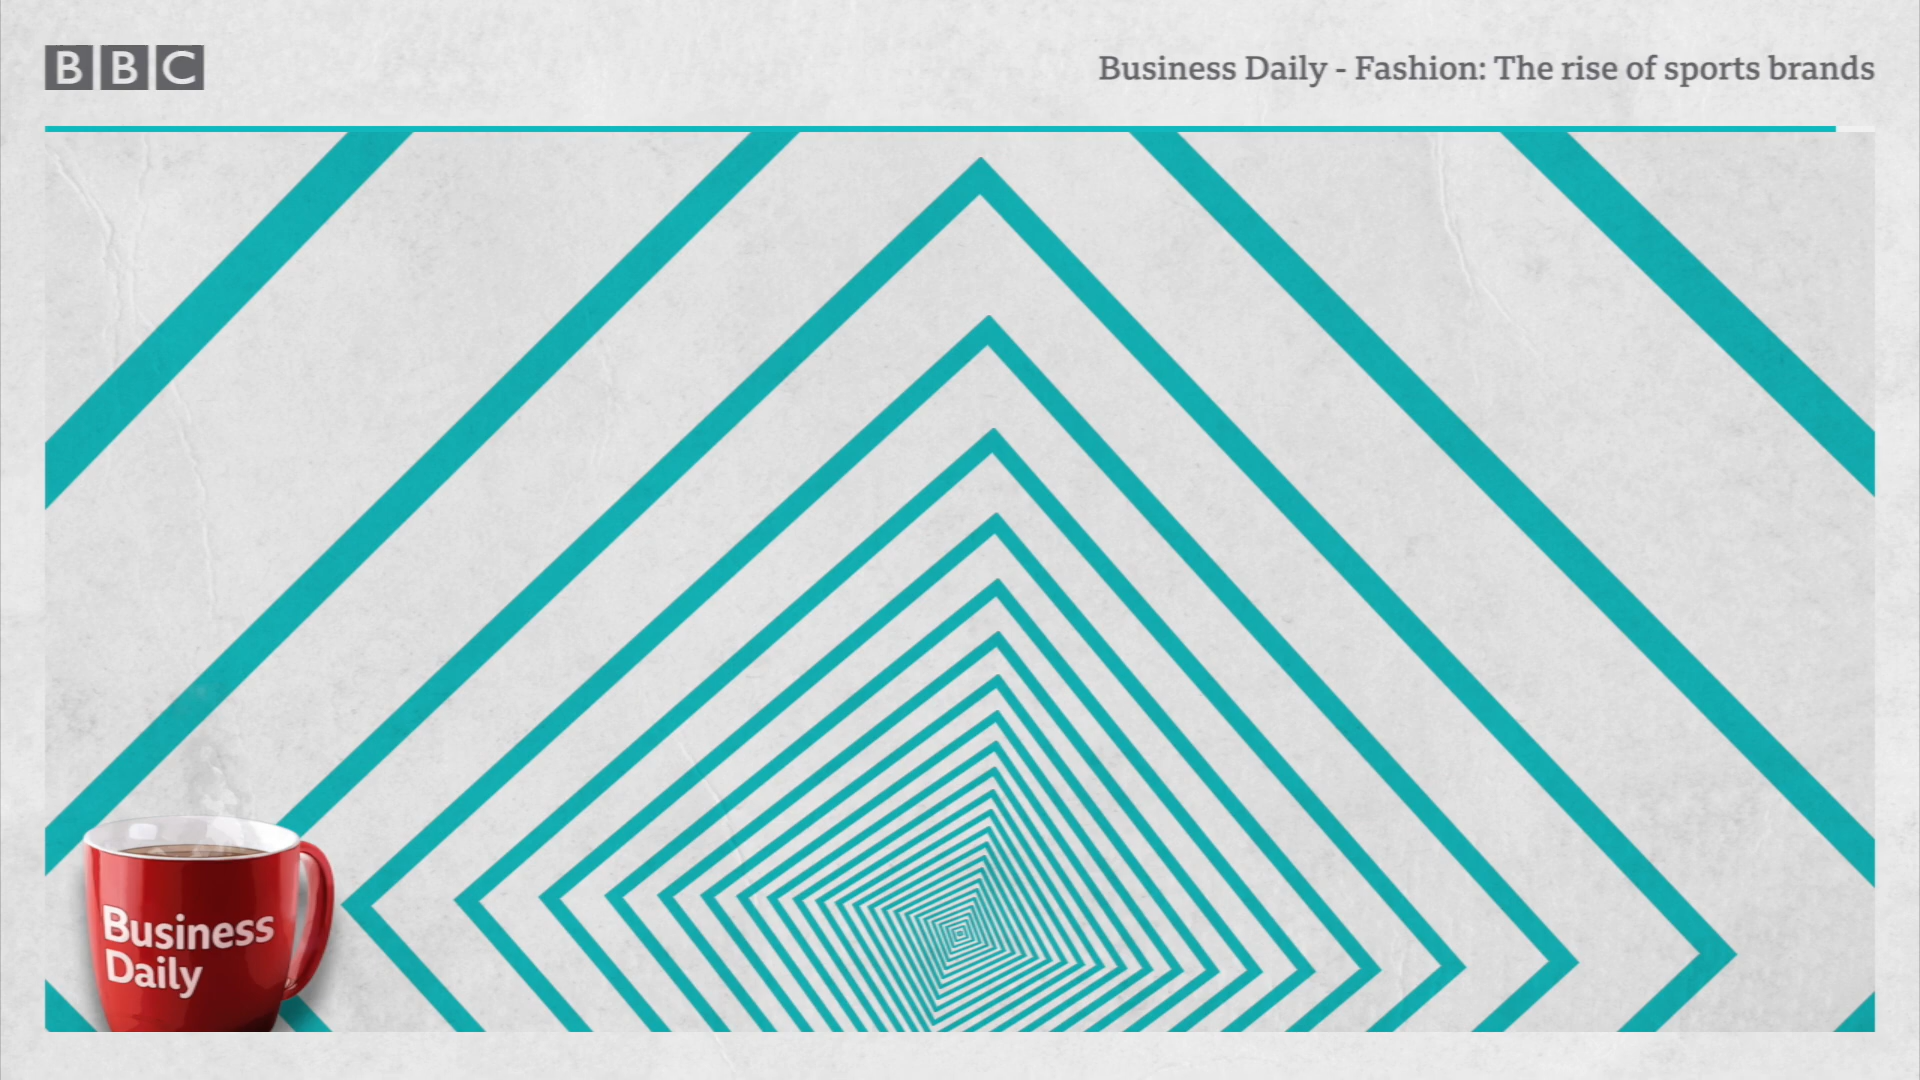 BBC
Business Daily - Fashion: The rise of sports brands
Business
Daily